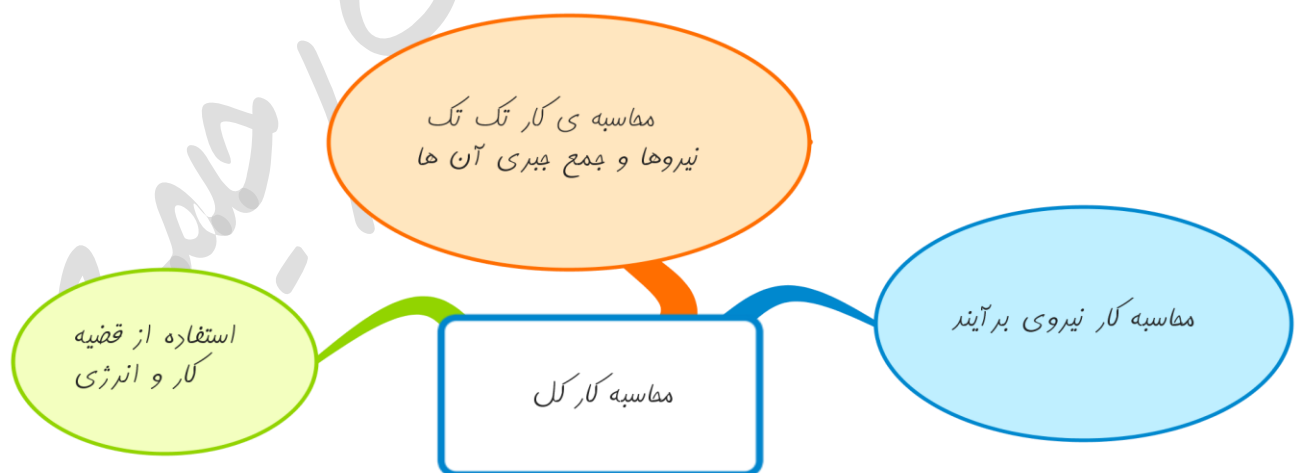 محاسبه ی کار تک تک
نیروها و جمع جبری آن ها
محاسبه کار نیروی برآیند
استفاده از قضیه
کار و انرژی
محاسبه کار کل